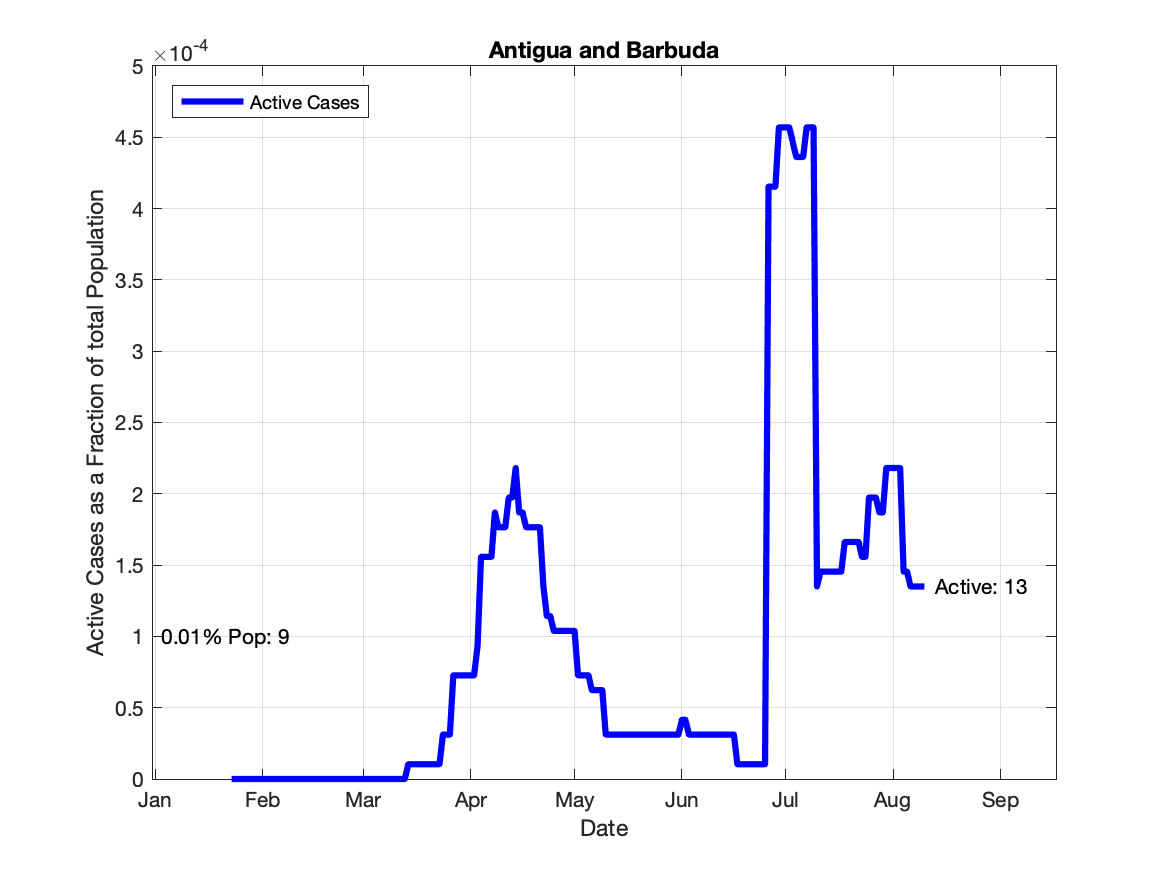 Antigua and Barbuda
×10-4
Active Cases
5
4.5
4
3.5
3
2.5
2
1.5
1
0.5
0
Active Cases as a Fraction of total Population
0.01% Pop: 9
Active: 13
Jan Feb Mar Apr May Jun Jul Aug Sep
Date